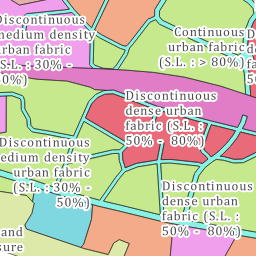 Discontinuous
medium density
urban fabric
(S.L. : 30% -
50%)
Continuous
urban fabric
(S.L. : > 80%)
Discontinuous
dense urban
fabric (S.L. :
50% - 80%)
Discontinuous
medium density
urban fabric
(S.L. : 30% -
50%)
Discontinuous
dense urban
fabric (S.L. :
50% - 80%)
and